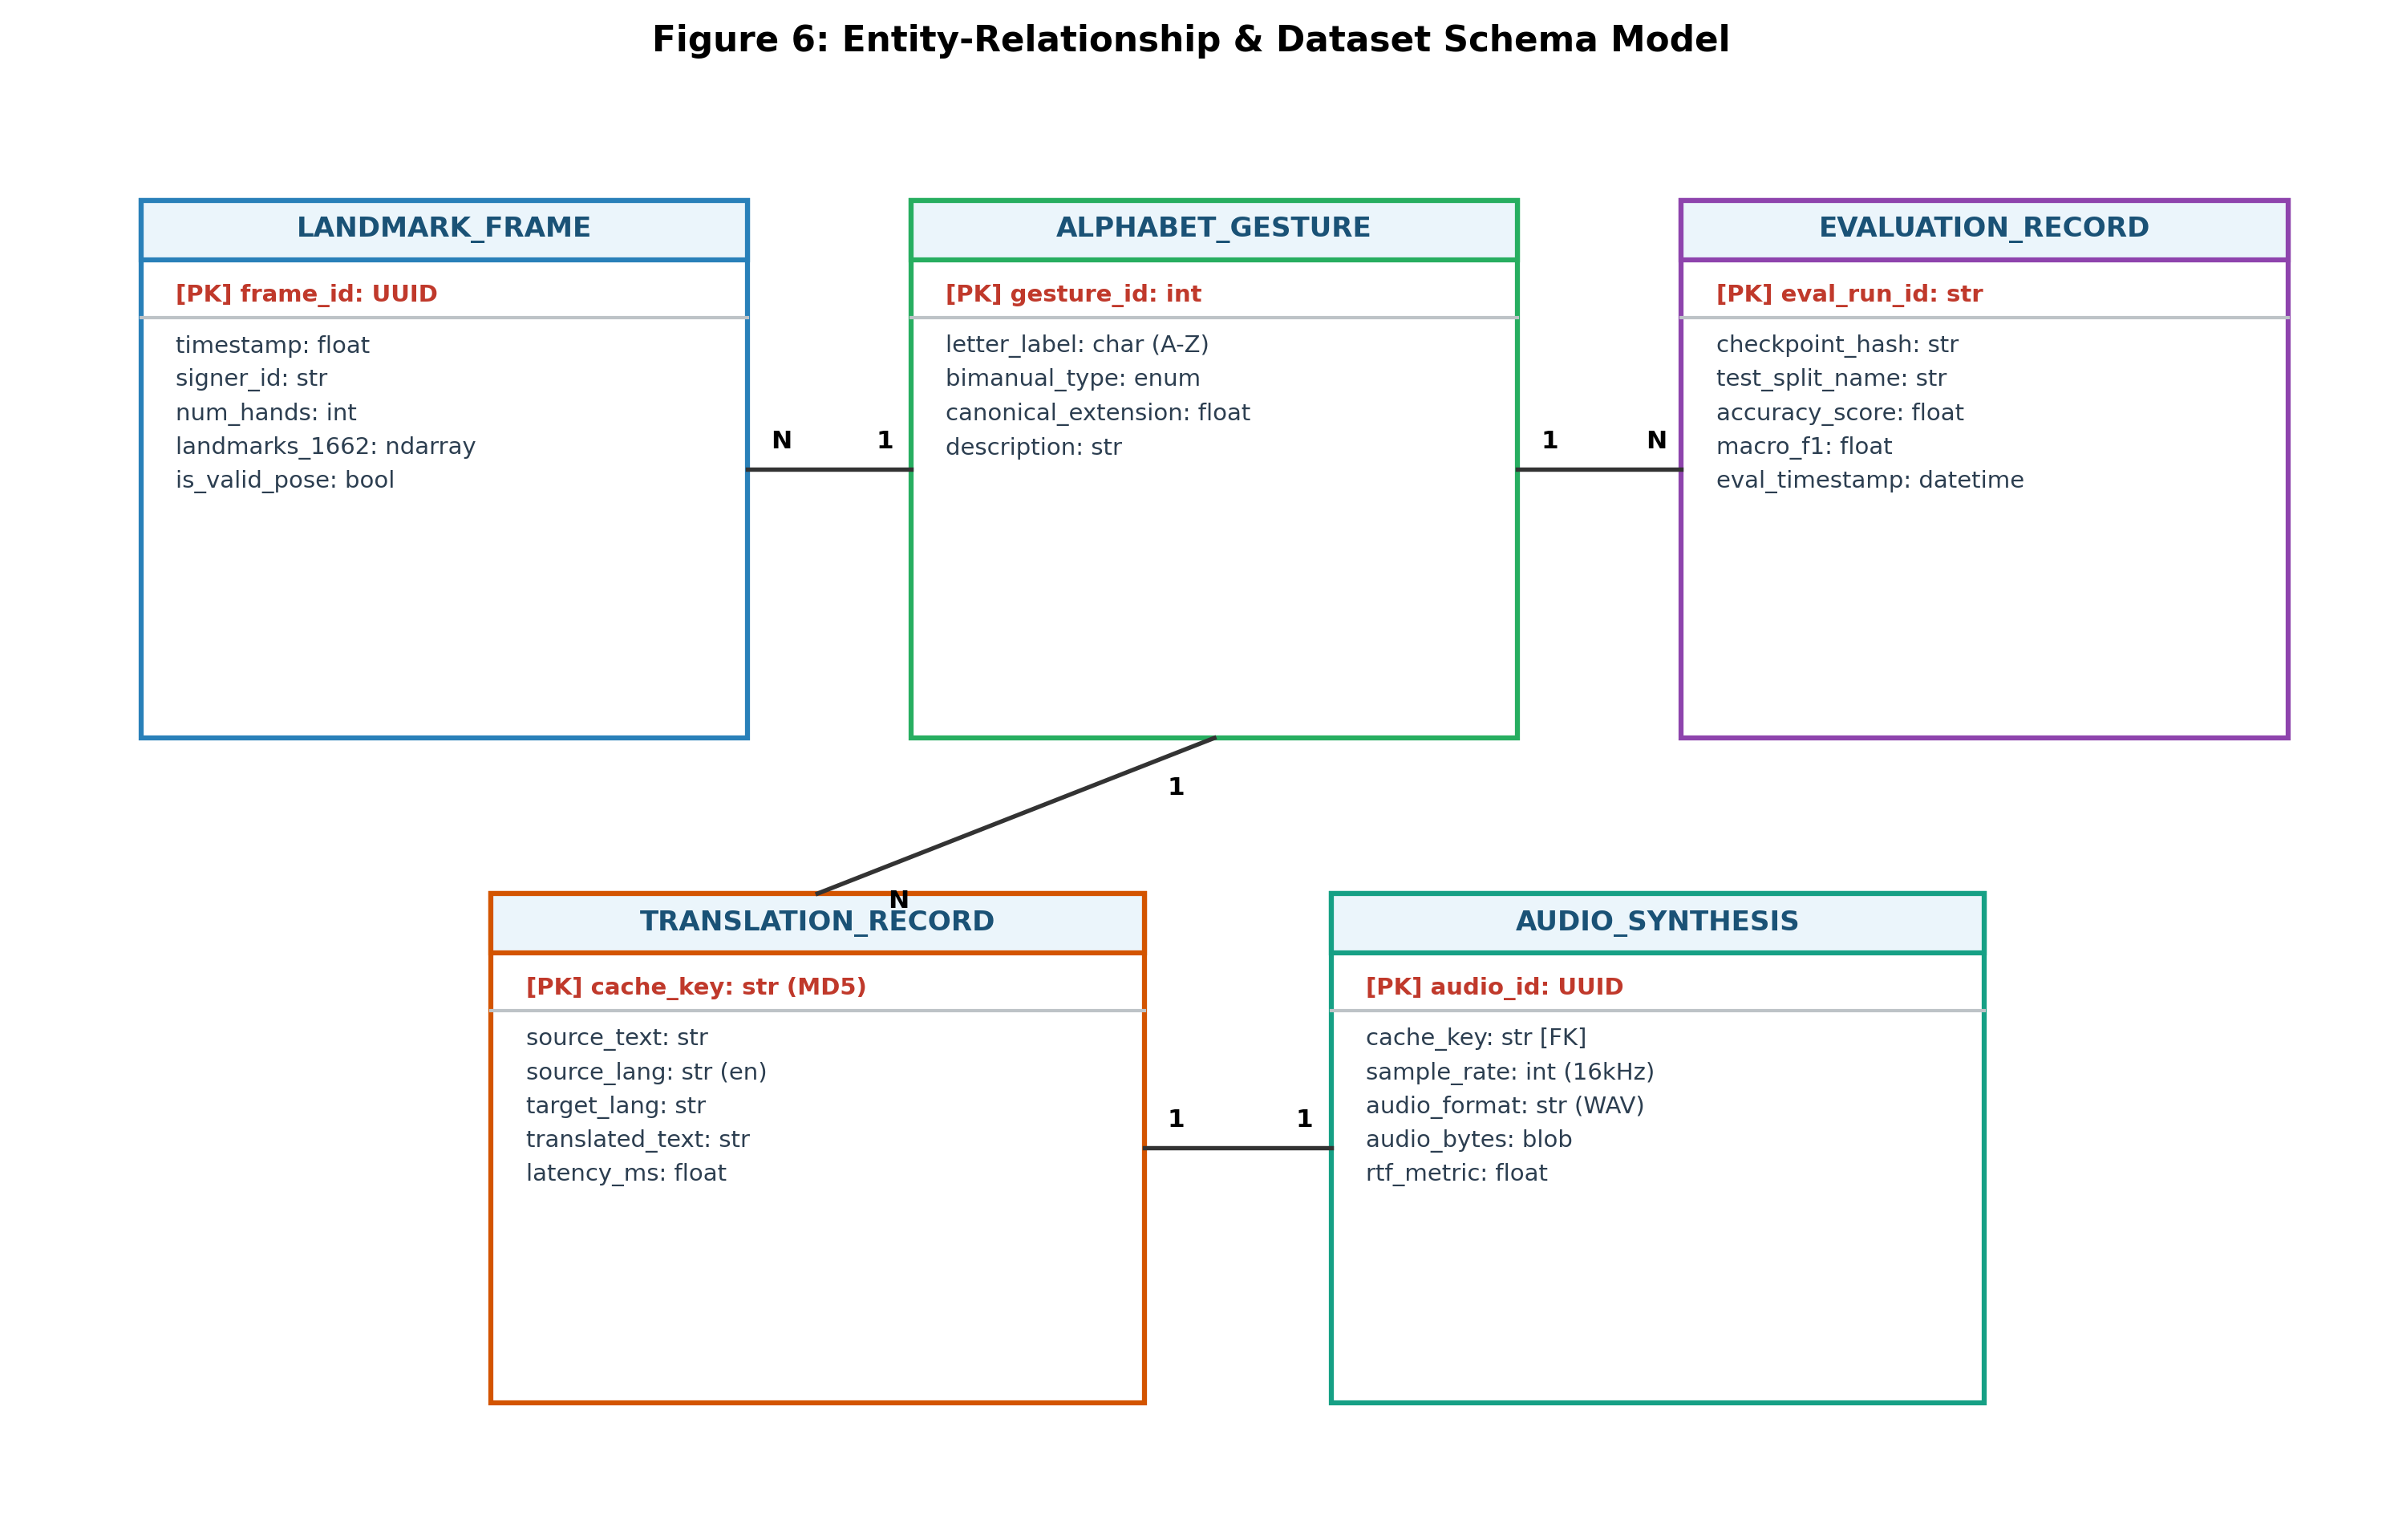 Figure 6: Entity-Relationship & Dataset Schema Model
LANDMARK_FRAME
[PK] frame_id: UUID
timestamp: float
signer_id: str
num_hands: int
landmarks_1662: ndarray
is_valid_pose: bool
N
1
ALPHABET_GESTURE
[PK] gesture_id: int
letter_label: char (A-Z)
bimanual_type: enum
canonical_extension: float
description: str
1
N
EVALUATION_RECORD
[PK] eval_run_id: str
checkpoint_hash: str
test_split_name: str
accuracy_score: float
macro_f1: float
eval_timestamp: datetime
1
N
TRANSLATION_RECORD
[PK] cache_key: str (MD5)
source_text: str
source_lang: str (en)
target_lang: str
translated_text: str
latency_ms: float
1
1
AUDIO_SYNTHESIS
[PK] audio_id: UUID
cache_key: str [FK]
sample_rate: int (16kHz)
audio_format: str (WAV)
audio_bytes: blob
rtf_metric: float